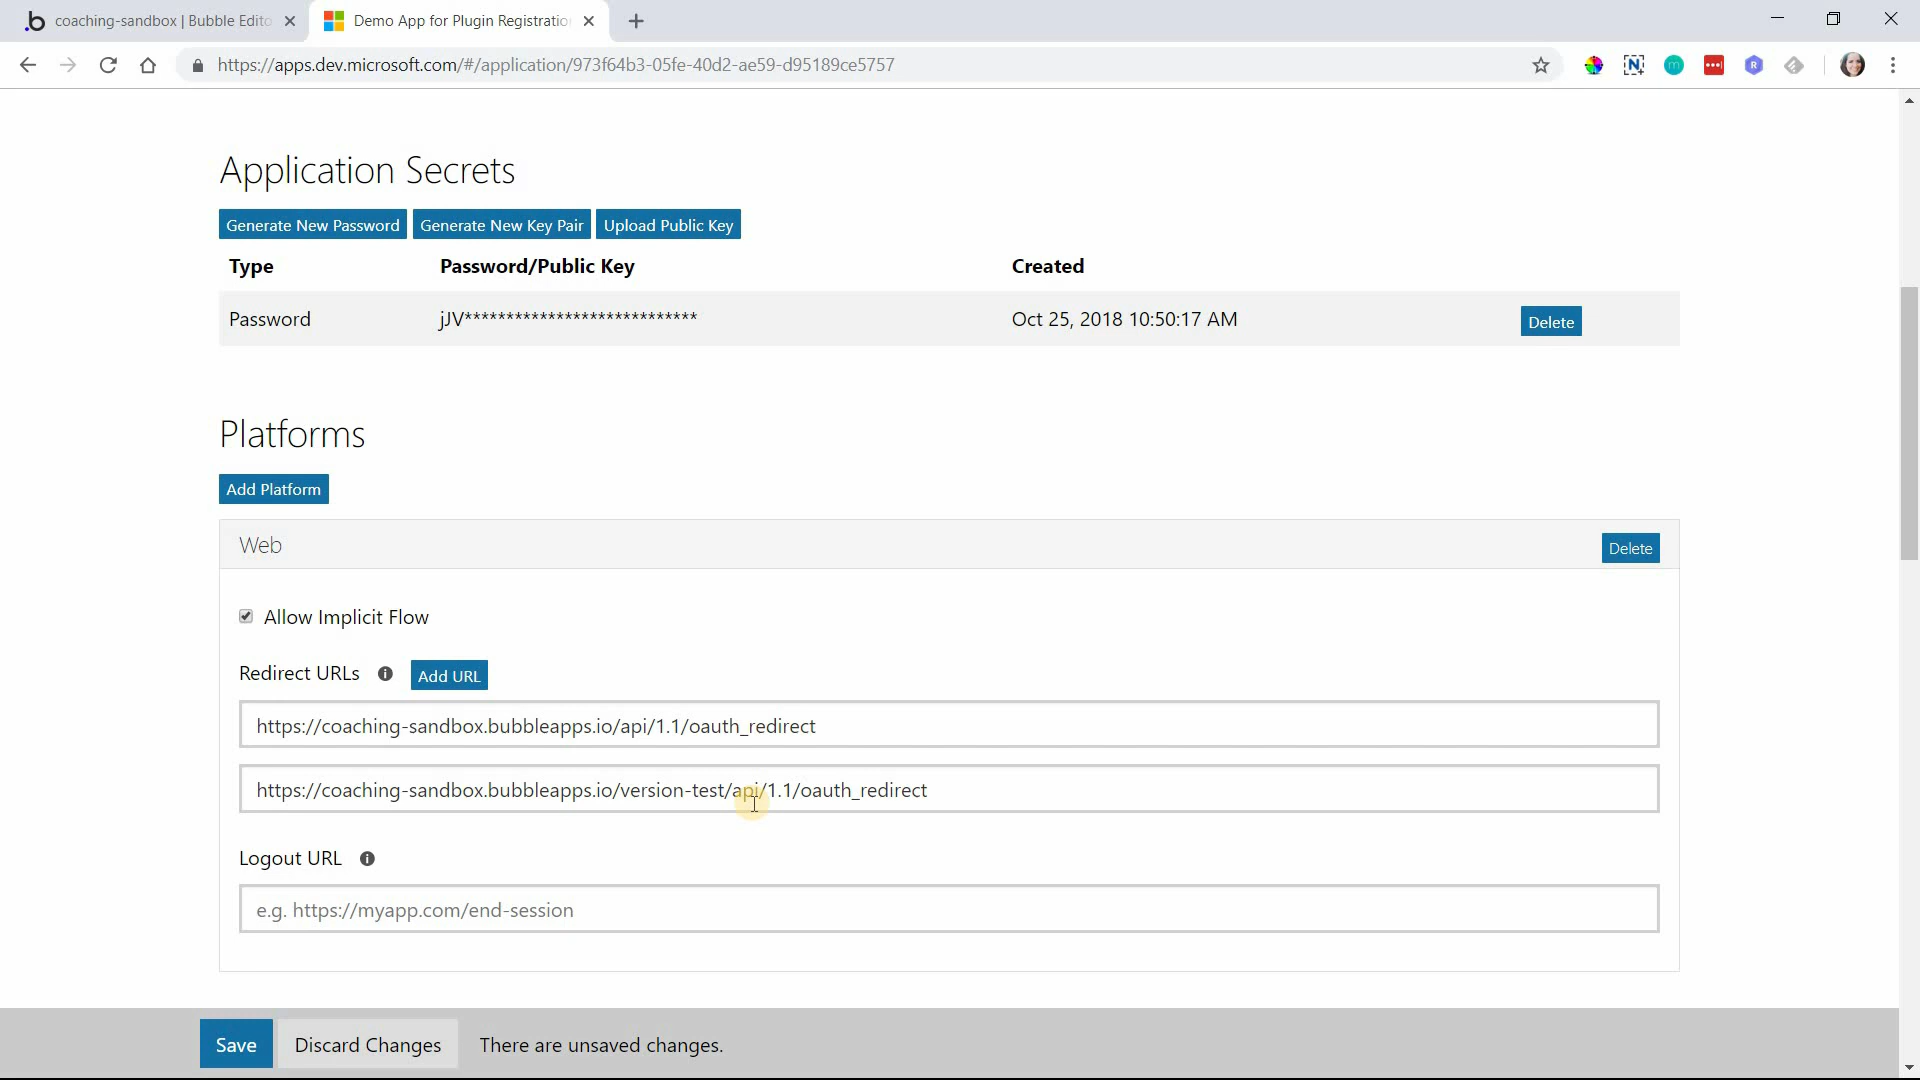 coaching-sandbox | Bubble Edito
Demo App for Plugin Registratio
https://apps.dev.microsoft.com/#/application/973f64b3-05fe-40d2-ae59-d95189ce5757
Application Secrets
Generate New Password Generate New Key Pair Upload Public Key
Type Password/Public Key Created
Password jJV**************************** Oct 25, 2018 10:50:17 AM Delete
Platforms
Add Platform
Web Delete
Allow Implicit Flow
Redirect URLs Add URL
https://coaching-sandbox.bubbleapps.io/api/1.1/oauth_redirect
https://coaching-sandbox.bubbleapps.io/version-test/api/1.1/oauth_redirect
Logout URL
e.g. https://myapp.com/end-session
Save Discard Changes There are unsaved changes.